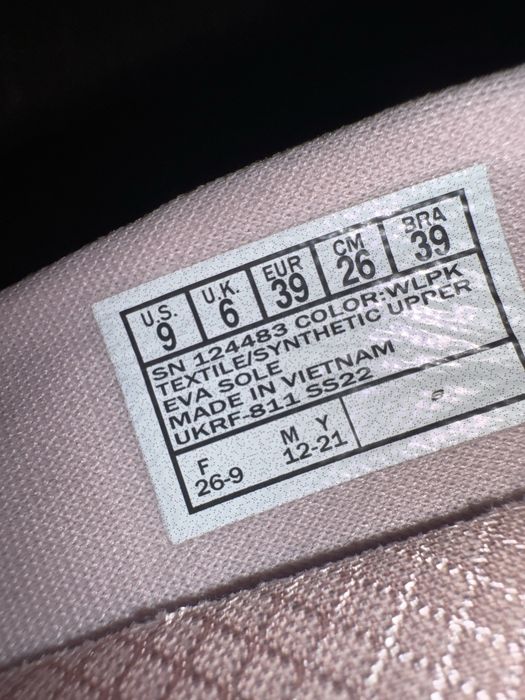 US. U.K. EUR CM BRA
9 6 39 26 39
SN 124483 COLOR:WLPK
TEXTILE/SYNTHETIC UPPER
EVA SOLE
MADE IN VIETNAM
UKRF-811 SS22
F M Y
26-9 12-21